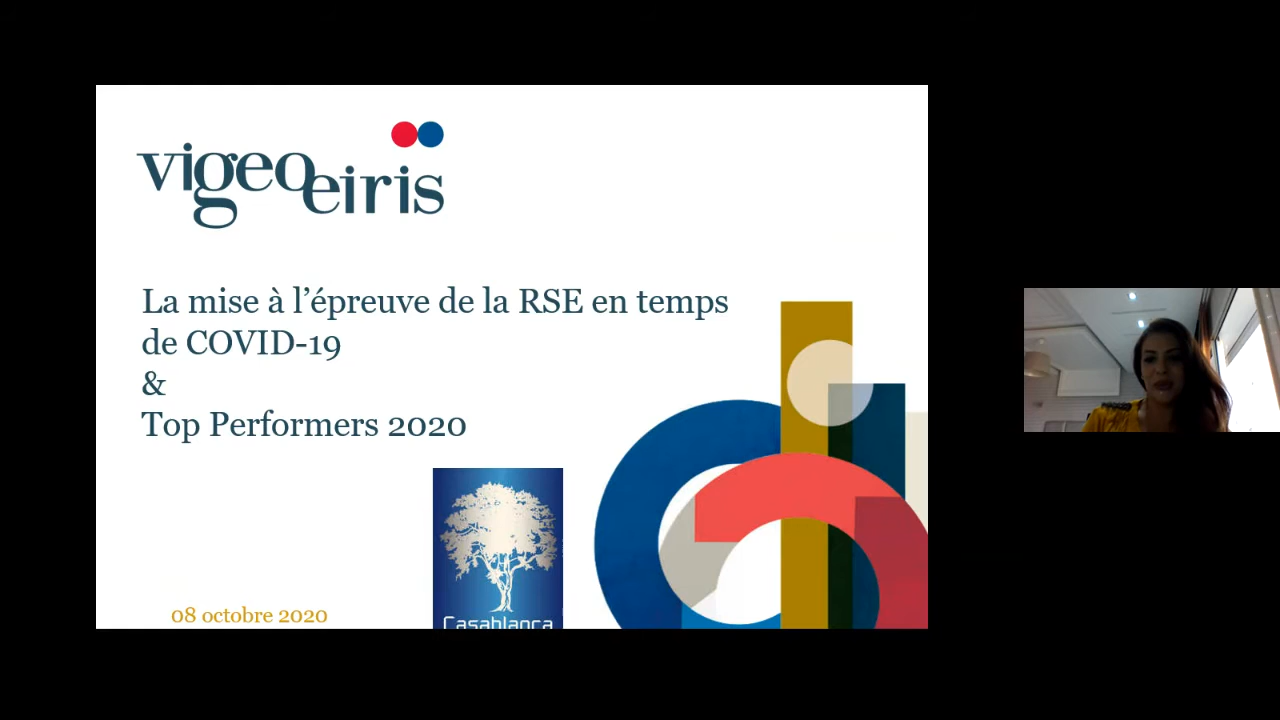 vigeo eiris
La mise à l’épreuve de la RSE en temps
de COVID-19
&
Top Performers 2020
Casablanca
08 octobre 2020